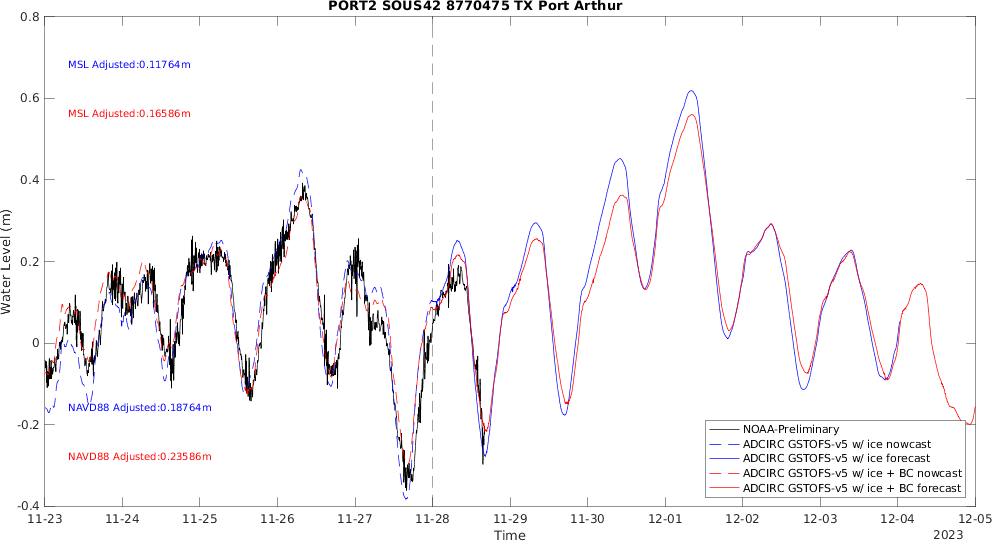 PORT2 SOUS42 8770475 TX Port Arthur
Water Level (m)
0.8
0.6
0.4
0.2
0
-0.2
-0.4
MSL Adjusted:0.11764m
MSL Adjusted:0.16586m
NAVD88 Adjusted:0.18764m
NAVD88 Adjusted:0.23586m
NOAA-Preliminary
ADCIRC GSTOFS-v5 w/ ice nowcast
ADCIRC GSTOFS-v5 w/ ice forecast
ADCIRC GSTOFS-v5 w/ ice + BC nowcast
ADCIRC GSTOFS-v5 w/ ice + BC forecast
11-23 11-24 11-25 11-26 11-27 11-28 11-29 11-30 12-01 12-02 12-03 12-04 12-05
Time
2023